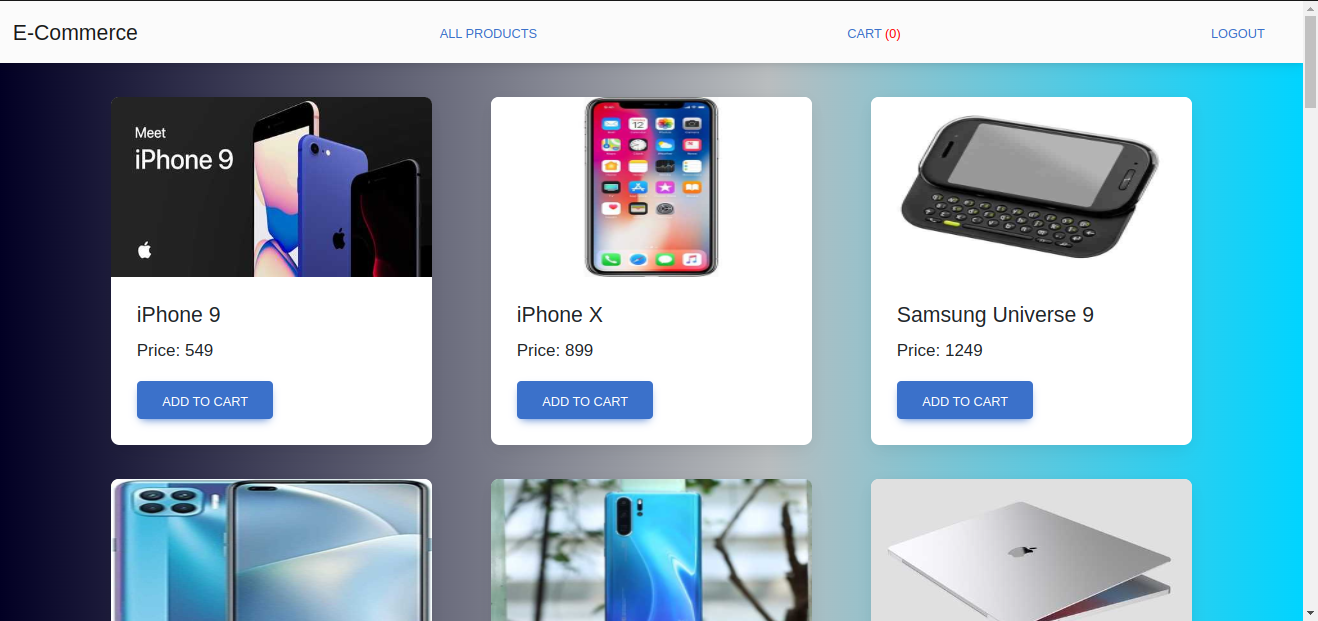 E-Commerce
ALL PRODUCTS
CART (0)
LOGOUT
Meet
iPhone 9
iPhone 9
Price: 549
ADD TO CART
12
iPhone X
Price: 899
ADD TO CART
Samsung Universe 9
Price: 1249
ADD TO CART